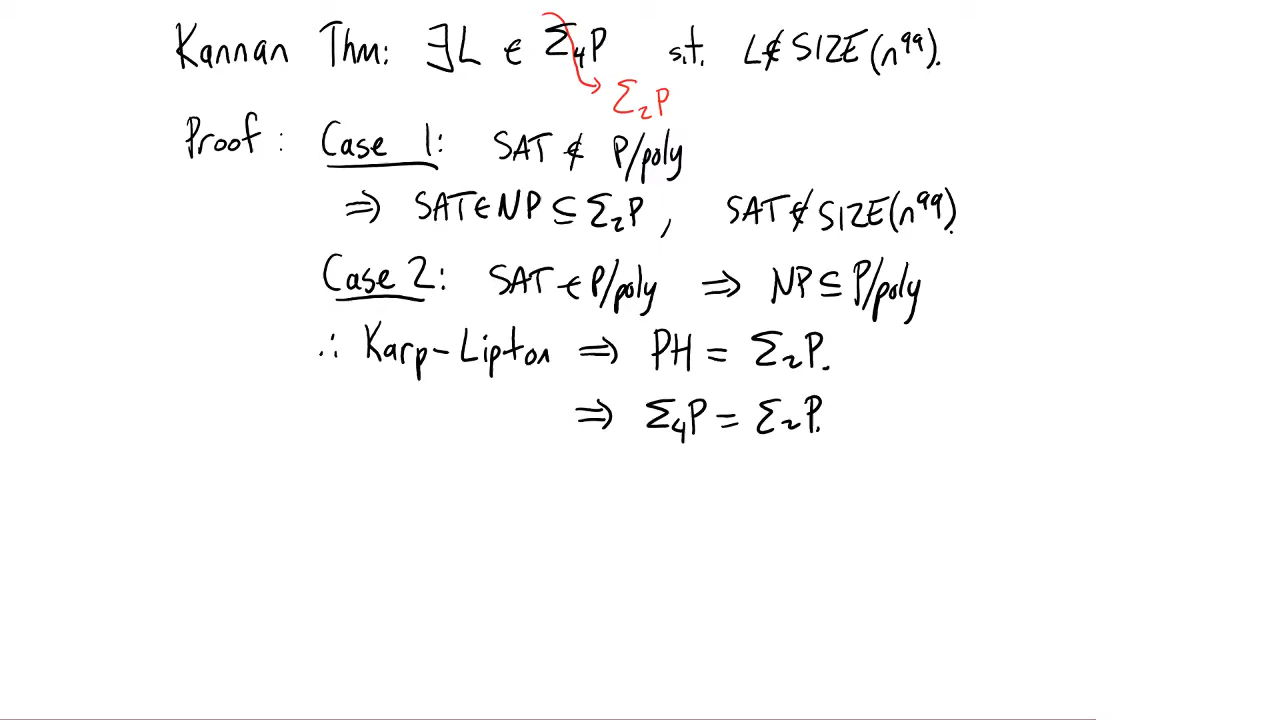 Kannan Thm: ∃L ∈ Σ₄P s.t. L∉SIZE(n⁹⁹).
Σ₂P
Proof: Case 1: SAT ∉ P/poly
⇒ SAT∈NP ⊆ Σ₂P, SAT∉SIZE(n⁹⁹).
Case 2: SAT ∈ P/poly ⇒ NP ⊆ P/poly
∴ Karp-Lipton ⇒ PH = Σ₂P.
⇒ Σ₄P = Σ₂P.